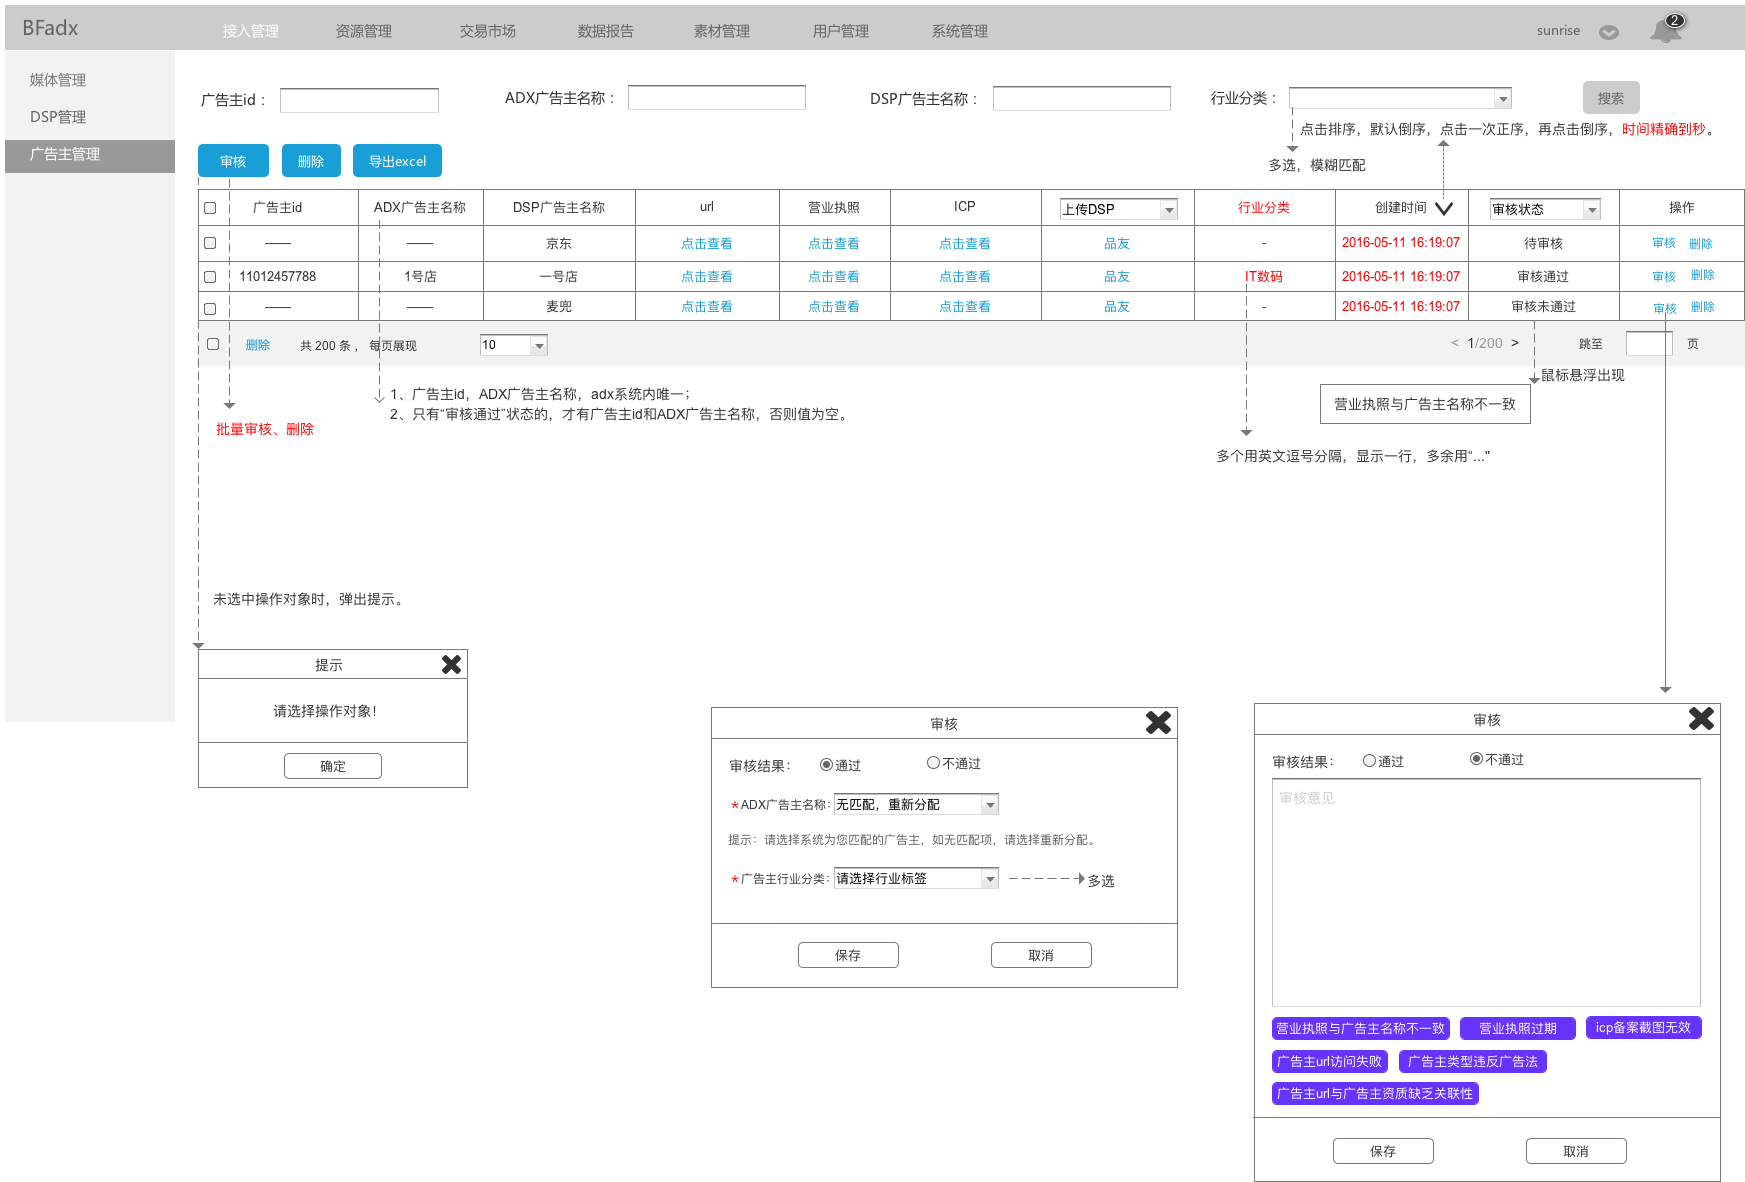 BFadx
接入管理 资源管理 交易市场 数据报告 素材管理 用户管理 系统管理 sunrise 2
媒体管理
DSP管理
广告主管理
广告主id： ADX广告主名称： DSP广告主名称： 行业分类： 搜索
点击排序，默认倒序，点击一次正序，再点击倒序，时间精确到秒。
多选，模糊匹配
审核 删除 导出excel
广告主id ADX广告主名称 DSP广告主名称 url 营业执照 ICP 上传DSP 行业分类 创建时间 审核状态 操作
—— —— 京东 点击查看 点击查看 点击查看 品友 - 2016-05-11 16:19:07 待审核 审核 删除
11012457788 1号店 一号店 点击查看 点击查看 点击查看 品友 IT数码 2016-05-11 16:19:07 审核通过 审核 删除
—— —— 麦兜 点击查看 点击查看 点击查看 品友 - 2016-05-11 16:19:07 审核未通过 审核 删除
删除 共 200 条， 每页展现 10 < 1/200 > 跳至 页
鼠标悬浮出现
营业执照与广告主名称不一致
1、广告主id，ADX广告主名称，adx系统内唯一；
2、只有“审核通过”状态的，才有广告主id和ADX广告主名称，否则值为空。
批量审核、删除
多个用英文逗号分隔，显示一行，多余用“..."
未选中操作对象时，弹出提示。
提示
请选择操作对象！
确定
审核
审核结果： 通过 不通过
*ADX广告主名称： 无匹配，重新分配
提示：请选择系统为您匹配的广告主，如无匹配项，请选择重新分配。
*广告主行业分类： 请选择行业标签 多选
保存 取消
审核
审核结果： 通过 不通过
审核意见
营业执照与广告主名称不一致 营业执照过期 icp备案截图无效
广告主url访问失败 广告主类型违反广告法
广告主url与广告主资质缺乏关联性
保存 取消